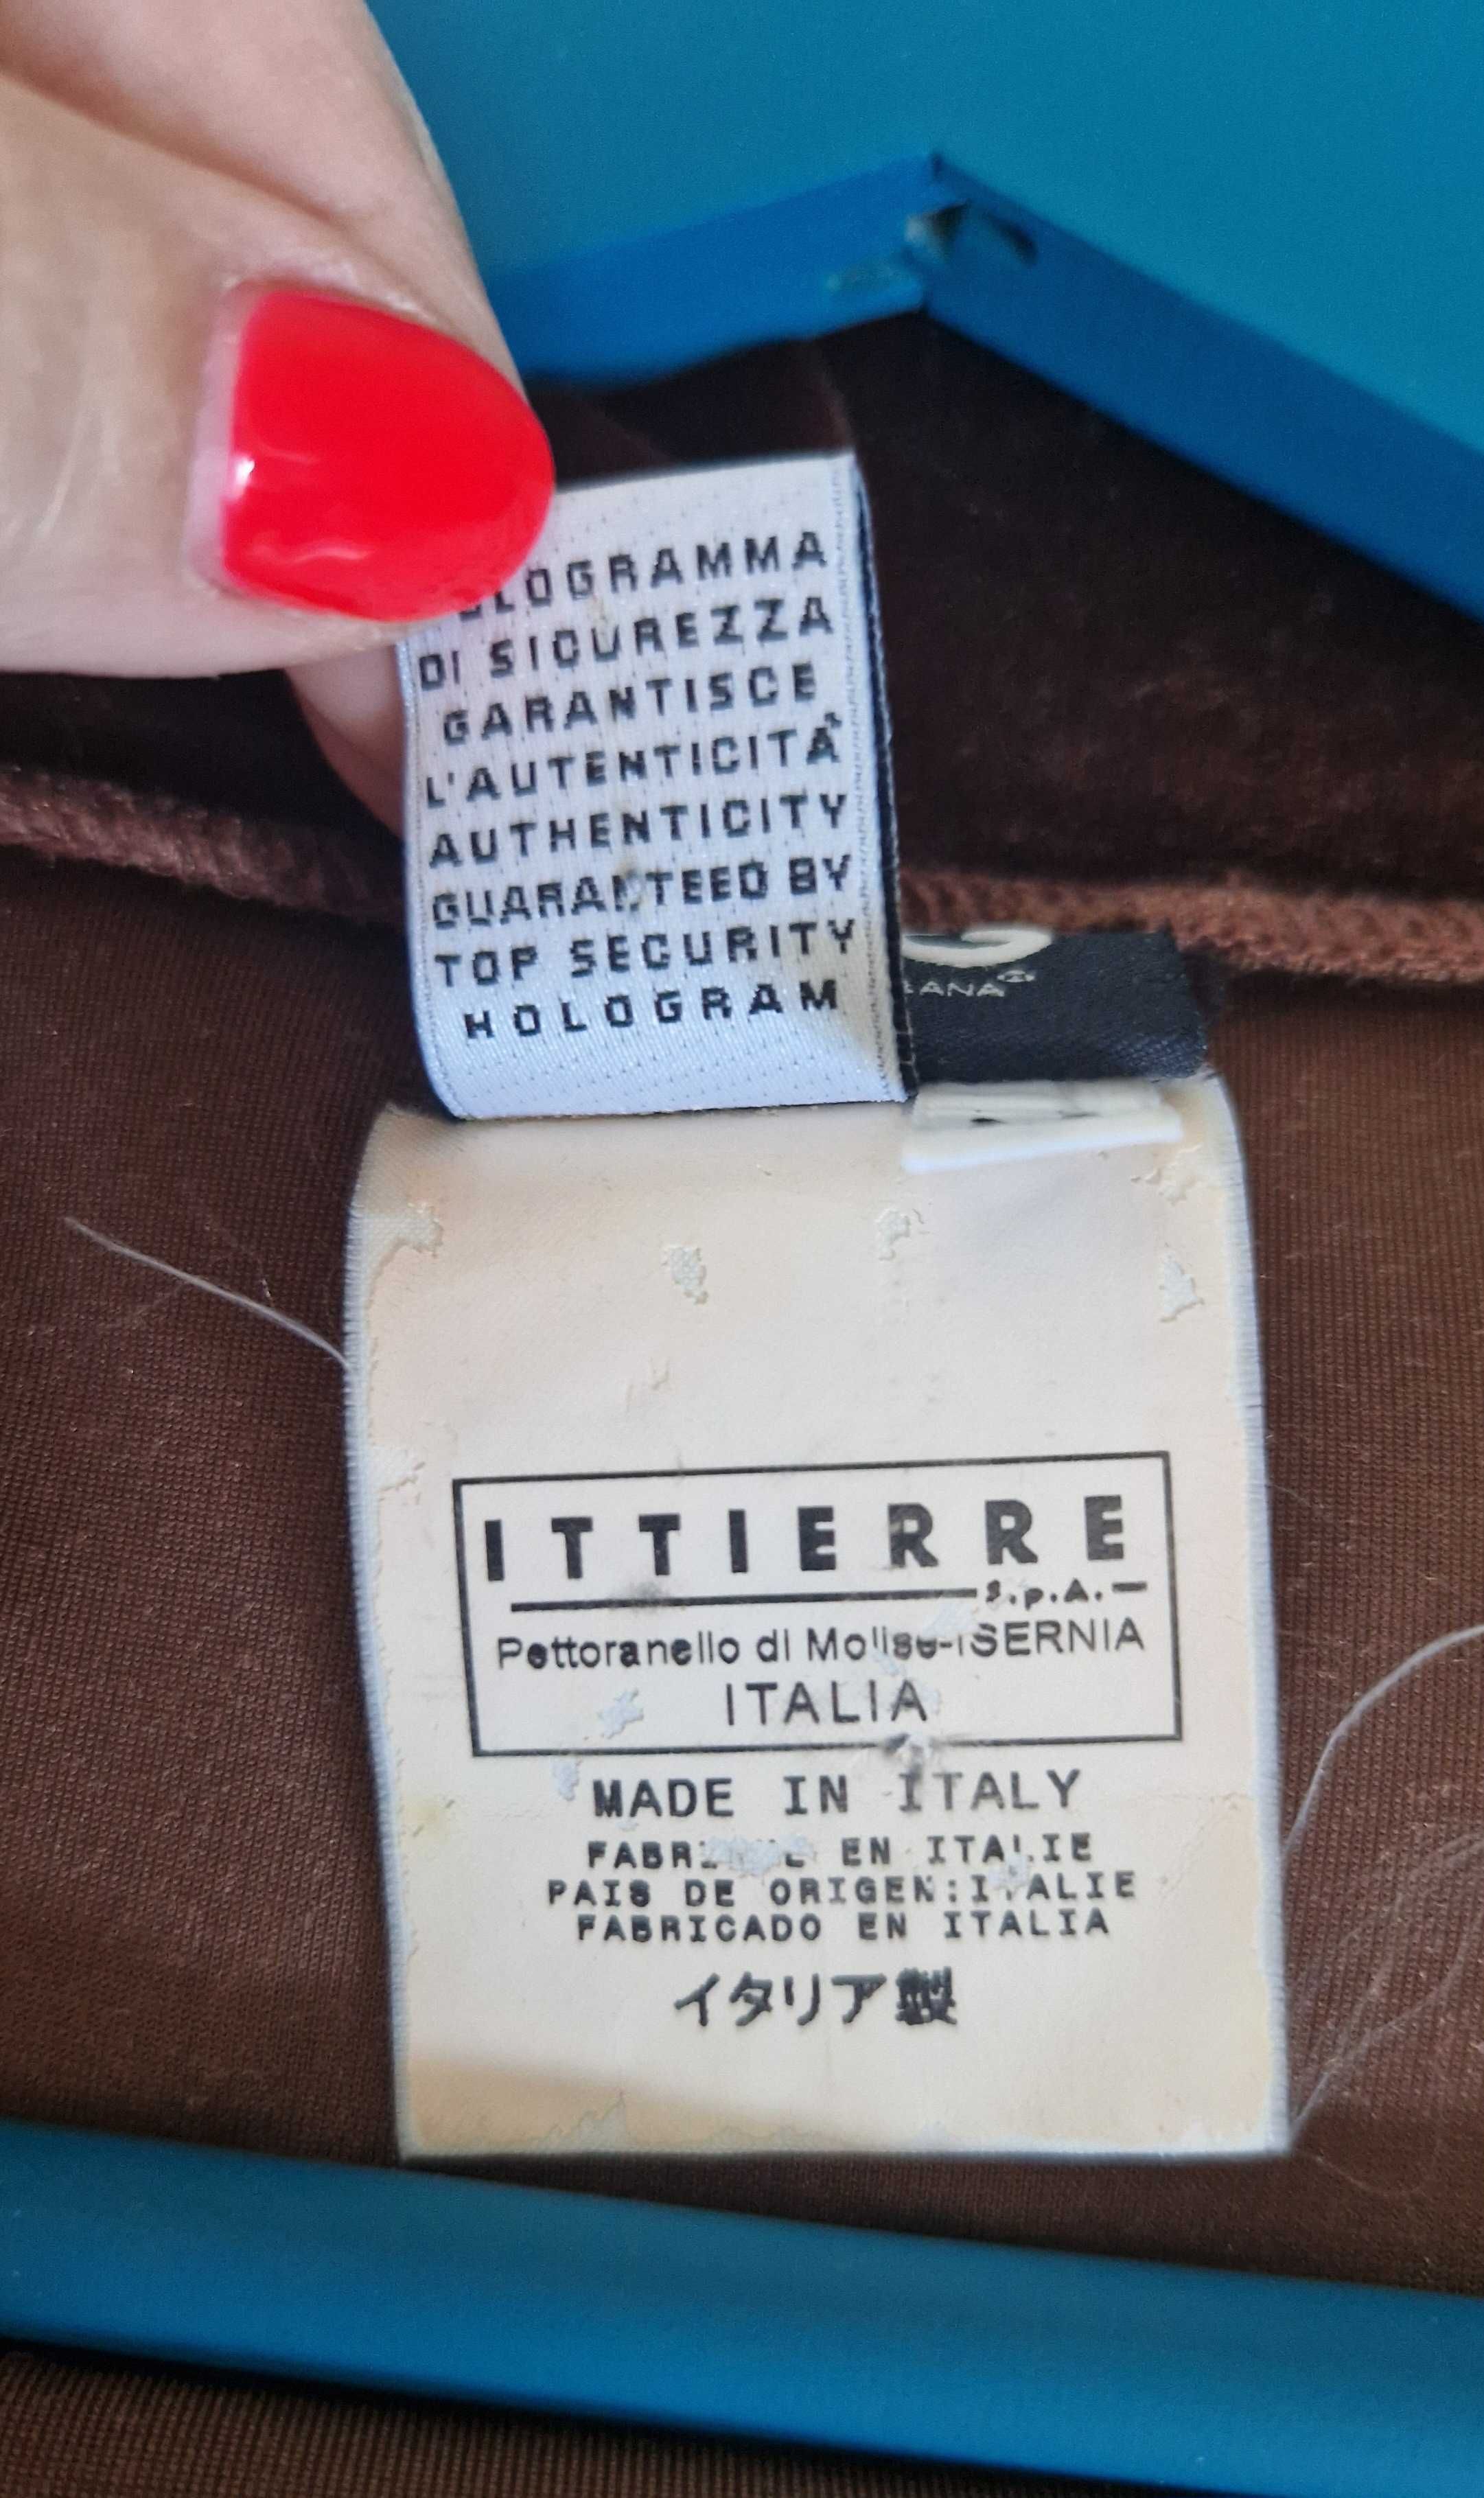 DI SICUREZZA
GARANTISCE
L'AUTENTICITÀ
AUTHENTICITY
GUARANTEED BY
TOP SECURITY
HOLOGRAM
ITTIERRE
S.p.A.
Pettoranello di Molise-ISERNIA
ITALIA
MADE IN ITALY
EN ITALIE
PAIS DE ORIGEN:ITALIE
FABRICADO EN ITALIA
イタリア製